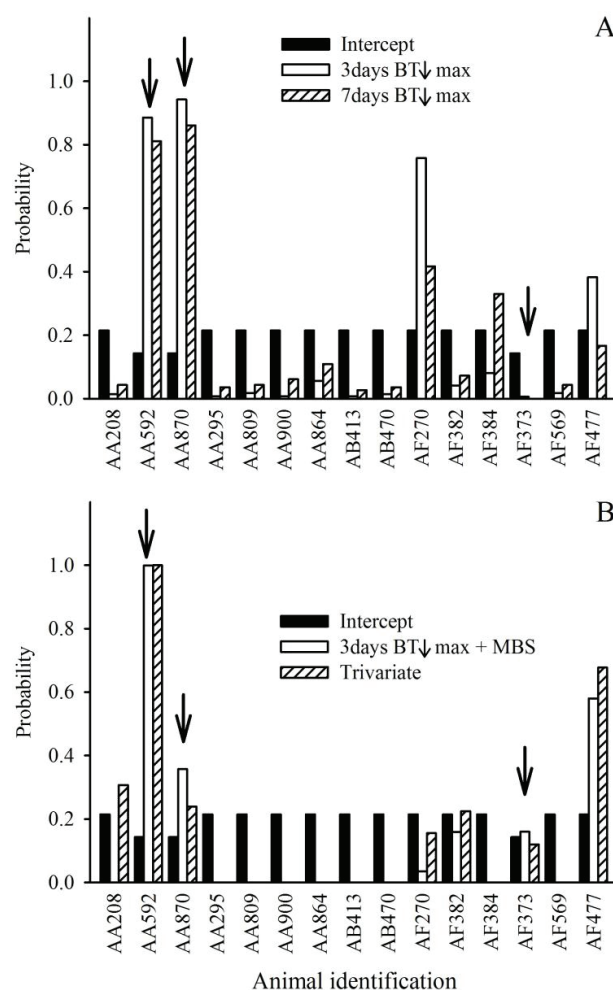 A
Intercept
3days BT↓ max
7days BT↓ max
Probability
1.0
0.8
0.6
0.4
0.2
0.0
AA208
AA592
AA870
AA295
AA809
AA900
AA864
AB413
AB470
AF270
AF382
AF384
AF373
AF569
AF477
B
Intercept
3days BT↓ max + MBS
Trivariate
Probability
1.0
0.8
0.6
0.4
0.2
0.0
AA208
AA592
AA870
AA295
AA809
AA900
AA864
AB413
AB470
AF270
AF382
AF384
AF373
AF569
AF477
Animal identification